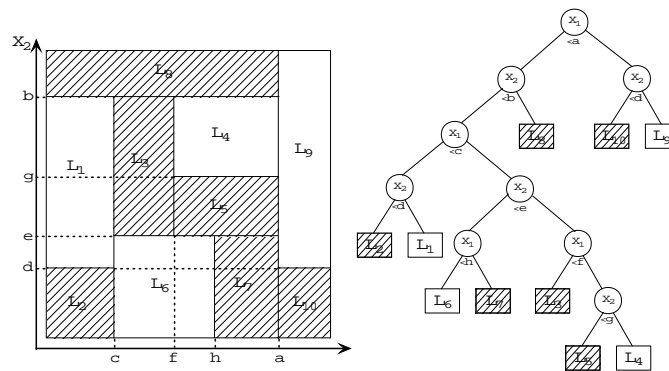 X₂
b
g
e
d
c f h a
L₈
L₁ L₃ L₄ L₉
L₅
L₂ L₆ L₇ L₁₀
x₁
<a
x₂ x₂
<b <d
x₁ L₈ L₁₀ L₉
<c
x₂ x₂
<d <e
L₂ L₁ x₁ x₁
<h <f
L₆ L₇ L₃ x₂
<g
L₅ L₄